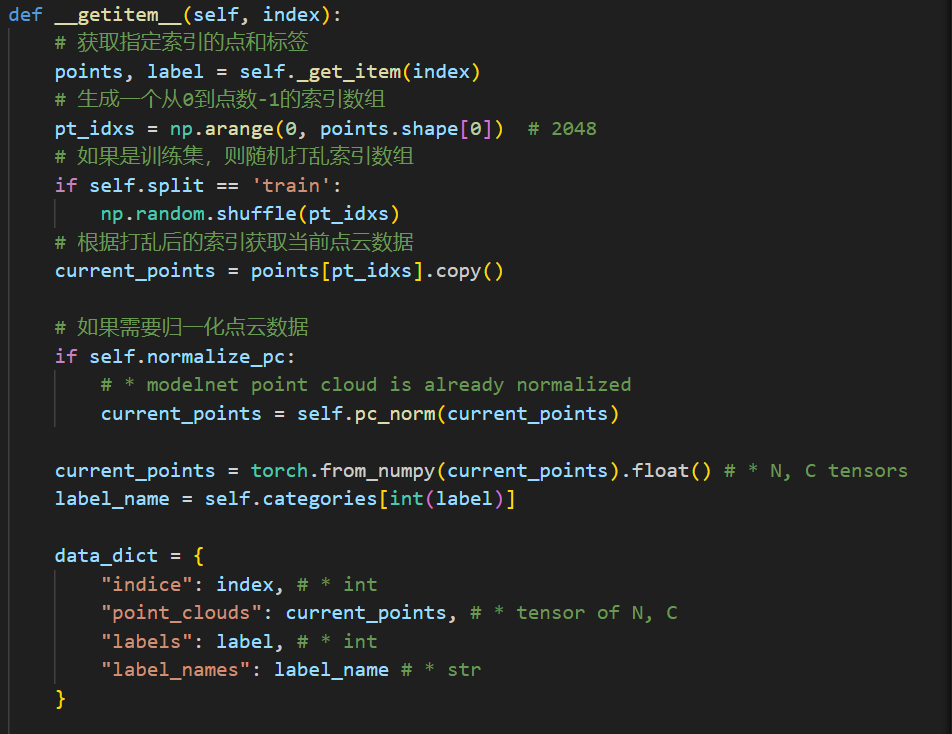 def __getitem__(self, index):
    # 获取指定索引的点和标签
    points, label = self._get_item(index)
    # 生成一个从0到点数-1的索引数组
    pt_idxs = np.arange(0, points.shape[0])  # 2048
    # 如果是训练集，则随机打乱索引数组
    if self.split == 'train':
        np.random.shuffle(pt_idxs)
    # 根据打乱后的索引获取当前点云数据
    current_points = points[pt_idxs].copy()
    # 如果需要归一化点云数据
    if self.normalize_pc:
        # * modelnet point cloud is already normalized
        current_points = self.pc_norm(current_points)
    current_points = torch.from_numpy(current_points).float() # * N, C tensors
    label_name = self.categories[int(label)]
    data_dict = {
        "indice": index, # * int
        "point_clouds": current_points, # * tensor of N, C
        "labels": label, # * int
        "label_names": label_name # * str
    }